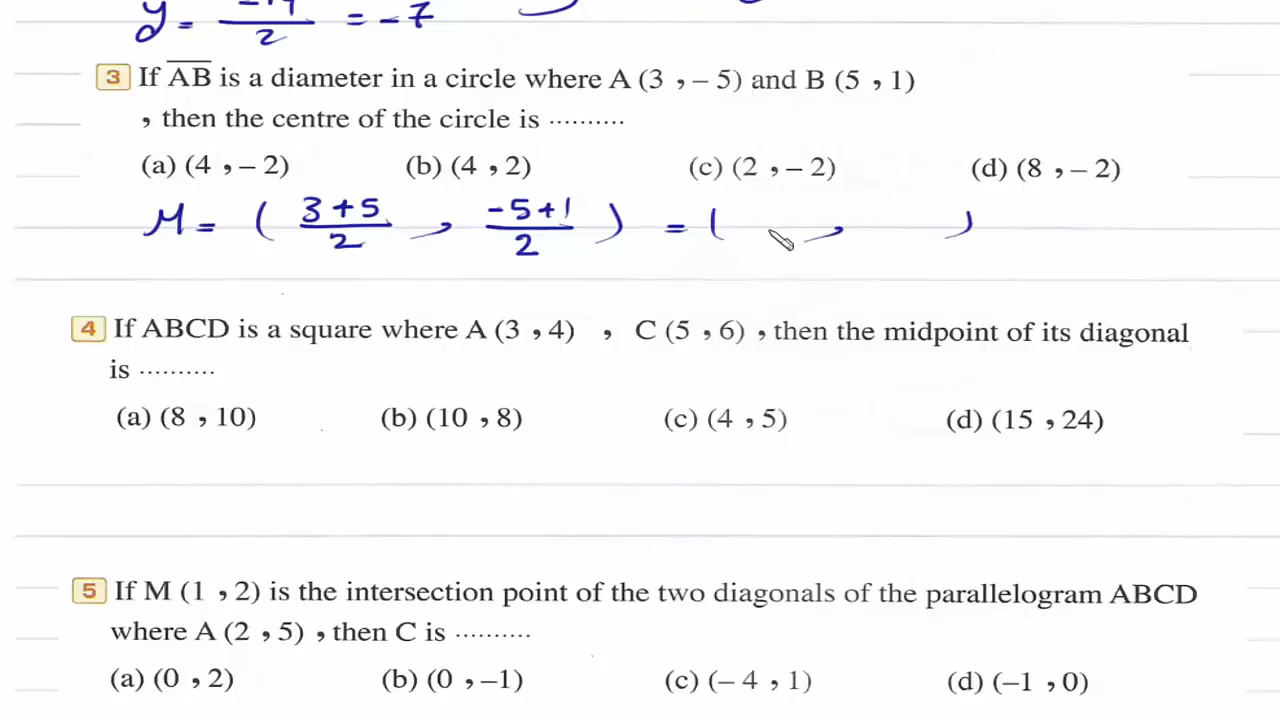 y = -14/2 = -7
3 If AB is a diameter in a circle where A (3 , – 5) and B (5 , 1)
, then the centre of the circle is ..........
(a) (4 , – 2) (b) (4 , 2) (c) (2 , – 2) (d) (8 , – 2)
M = ( 3+5/2 , -5+1/2 ) = ( , )
4 If ABCD is a square where A (3 , 4) , C (5 , 6) , then the midpoint of its diagonal
is ..........
(a) (8 , 10) (b) (10 , 8) (c) (4 , 5) (d) (15 , 24)
5 If M (1 , 2) is the intersection point of the two diagonals of the parallelogram ABCD
where A (2 , 5) , then C is ..........
(a) (0 , 2) (b) (0 , –1) (c) (– 4 , 1) (d) (–1 , 0)